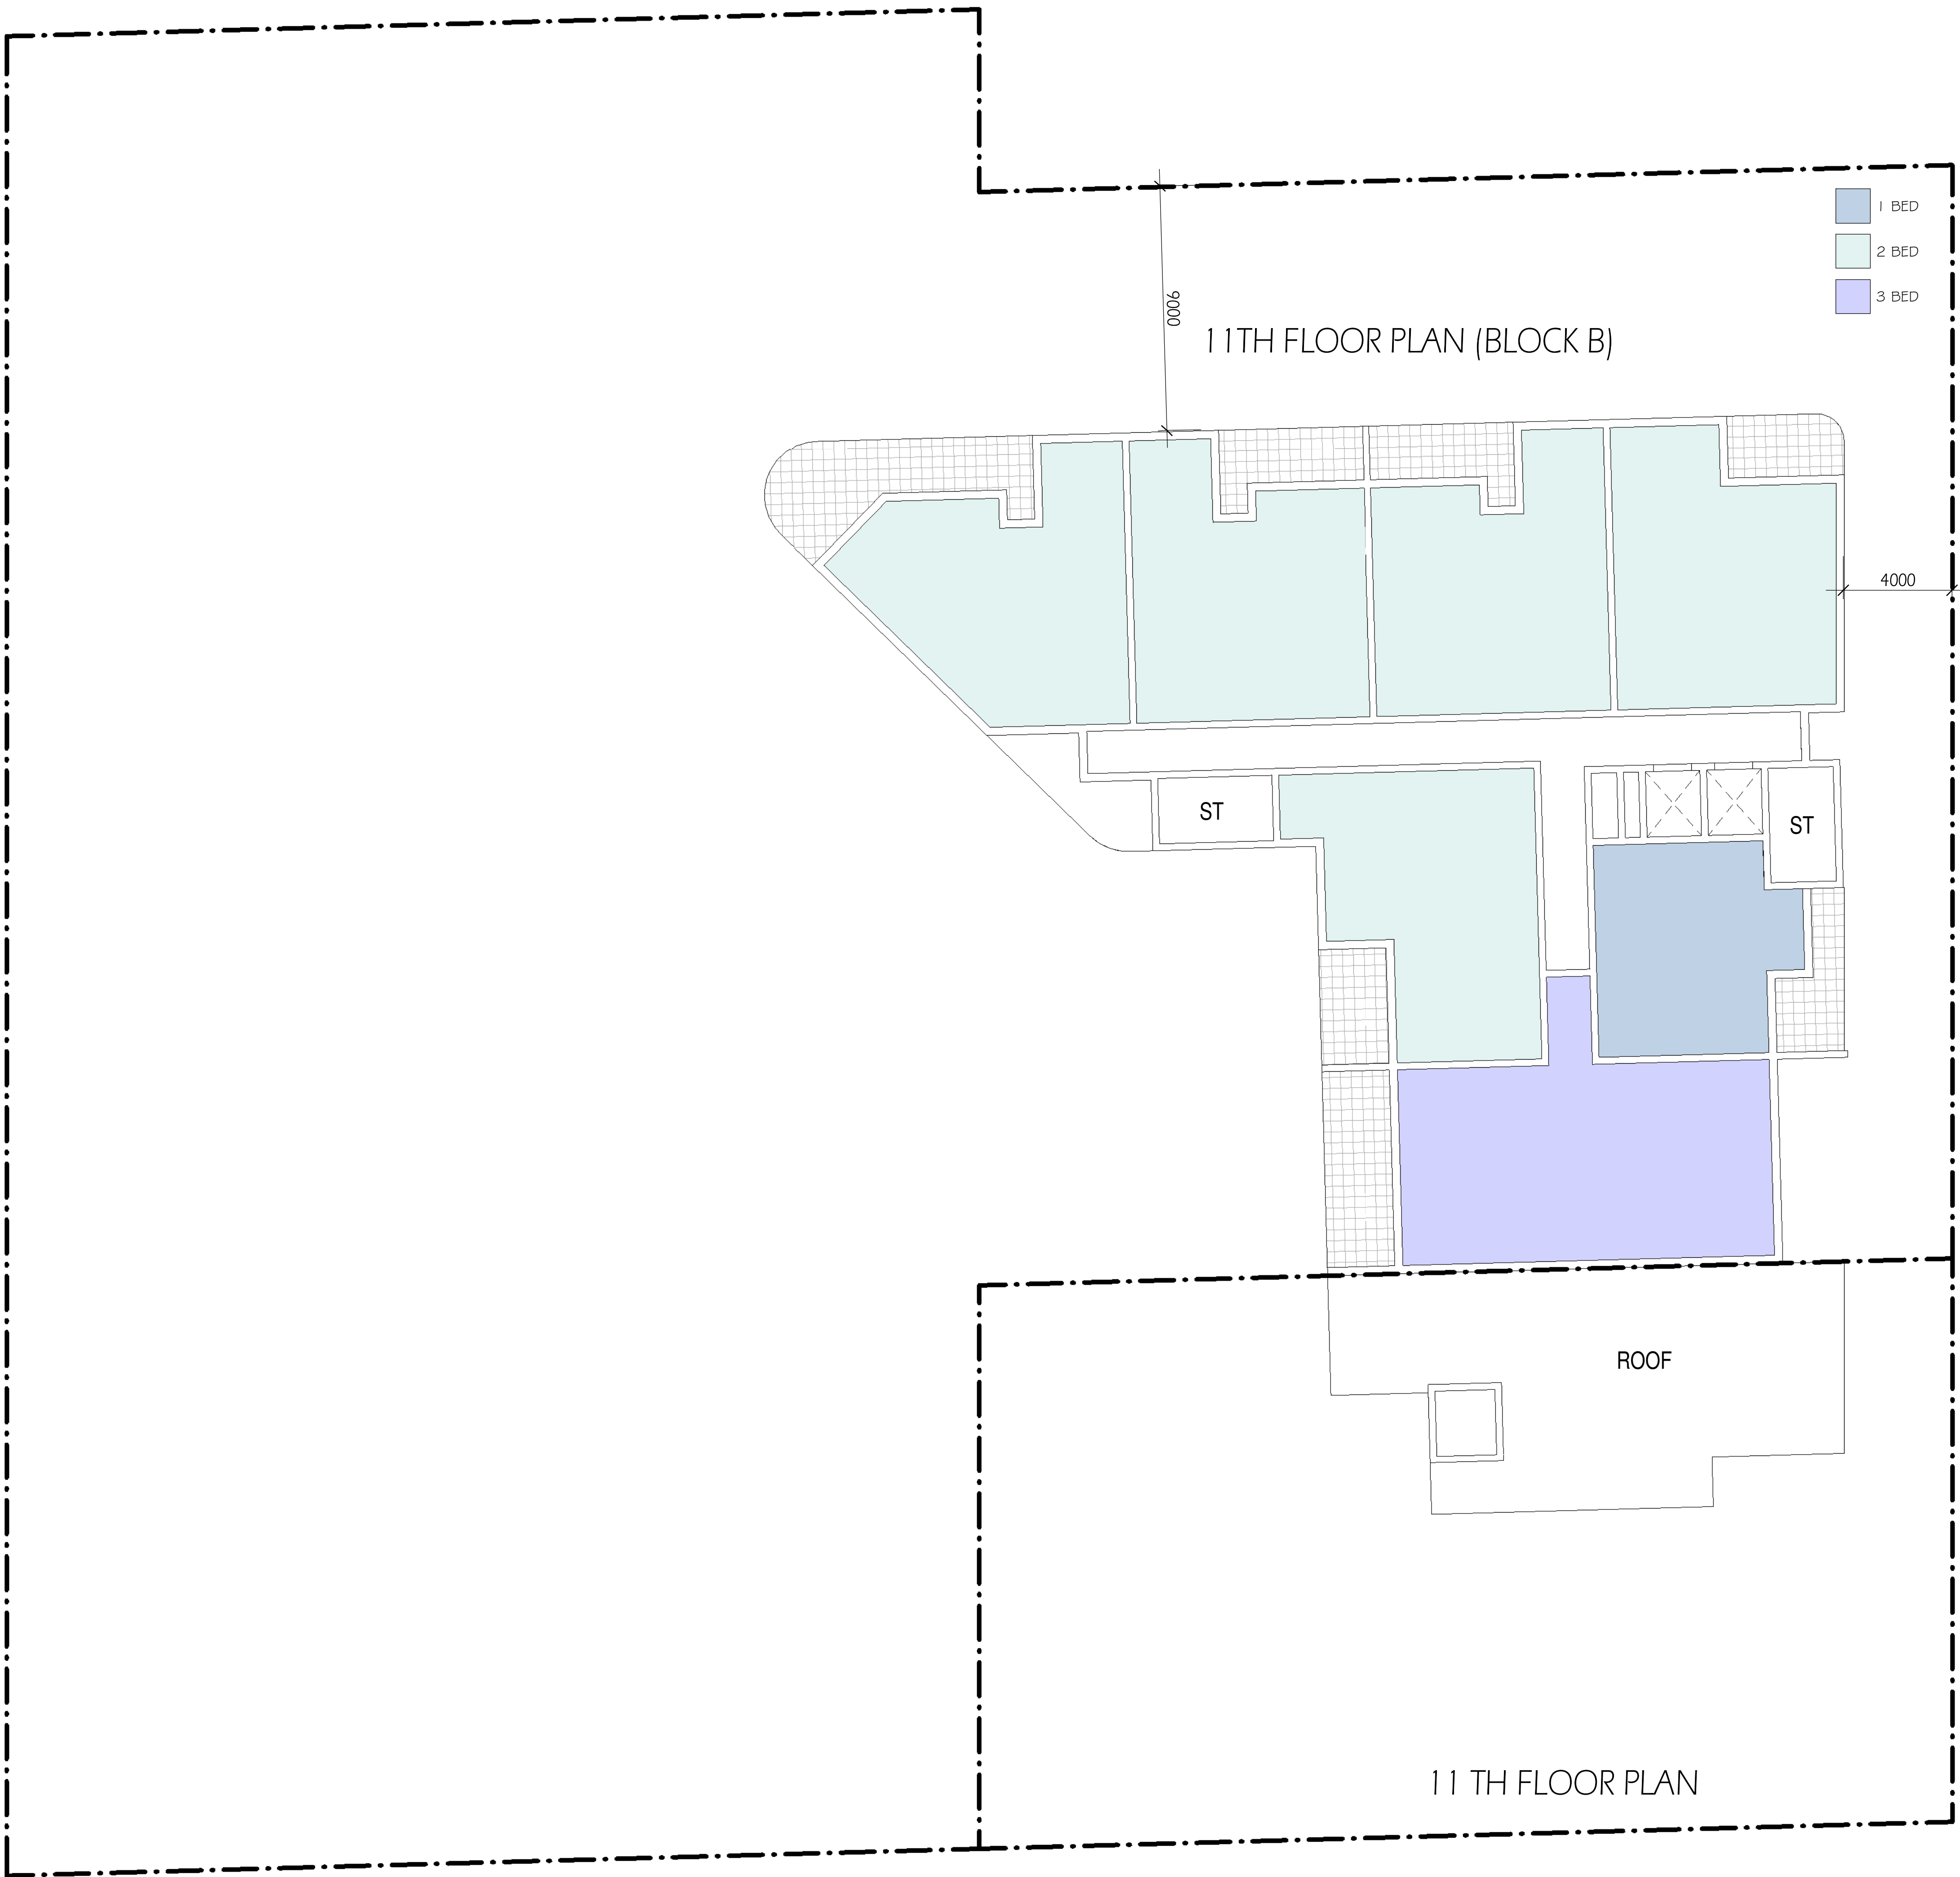 1 BED
2 BED
3 BED
9000
11TH FLOOR PLAN (BLOCK B)
4000
ST
ST
ROOF
11 TH FLOOR PLAN